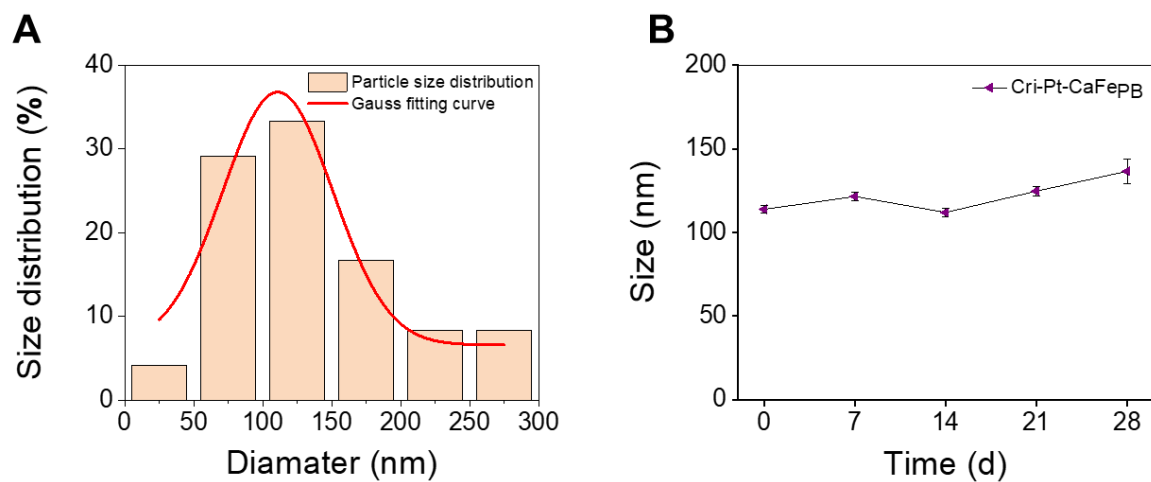 A
Size distribution (%)
40
30
20
10
0
Particle size distribution
Gauss fitting curve
0 50 100 150 200 250 300
Diamater (nm)
B
Size (nm)
200
150
100
50
0
Cri-Pt-CaFePB
0 7 14 21 28
Time (d)